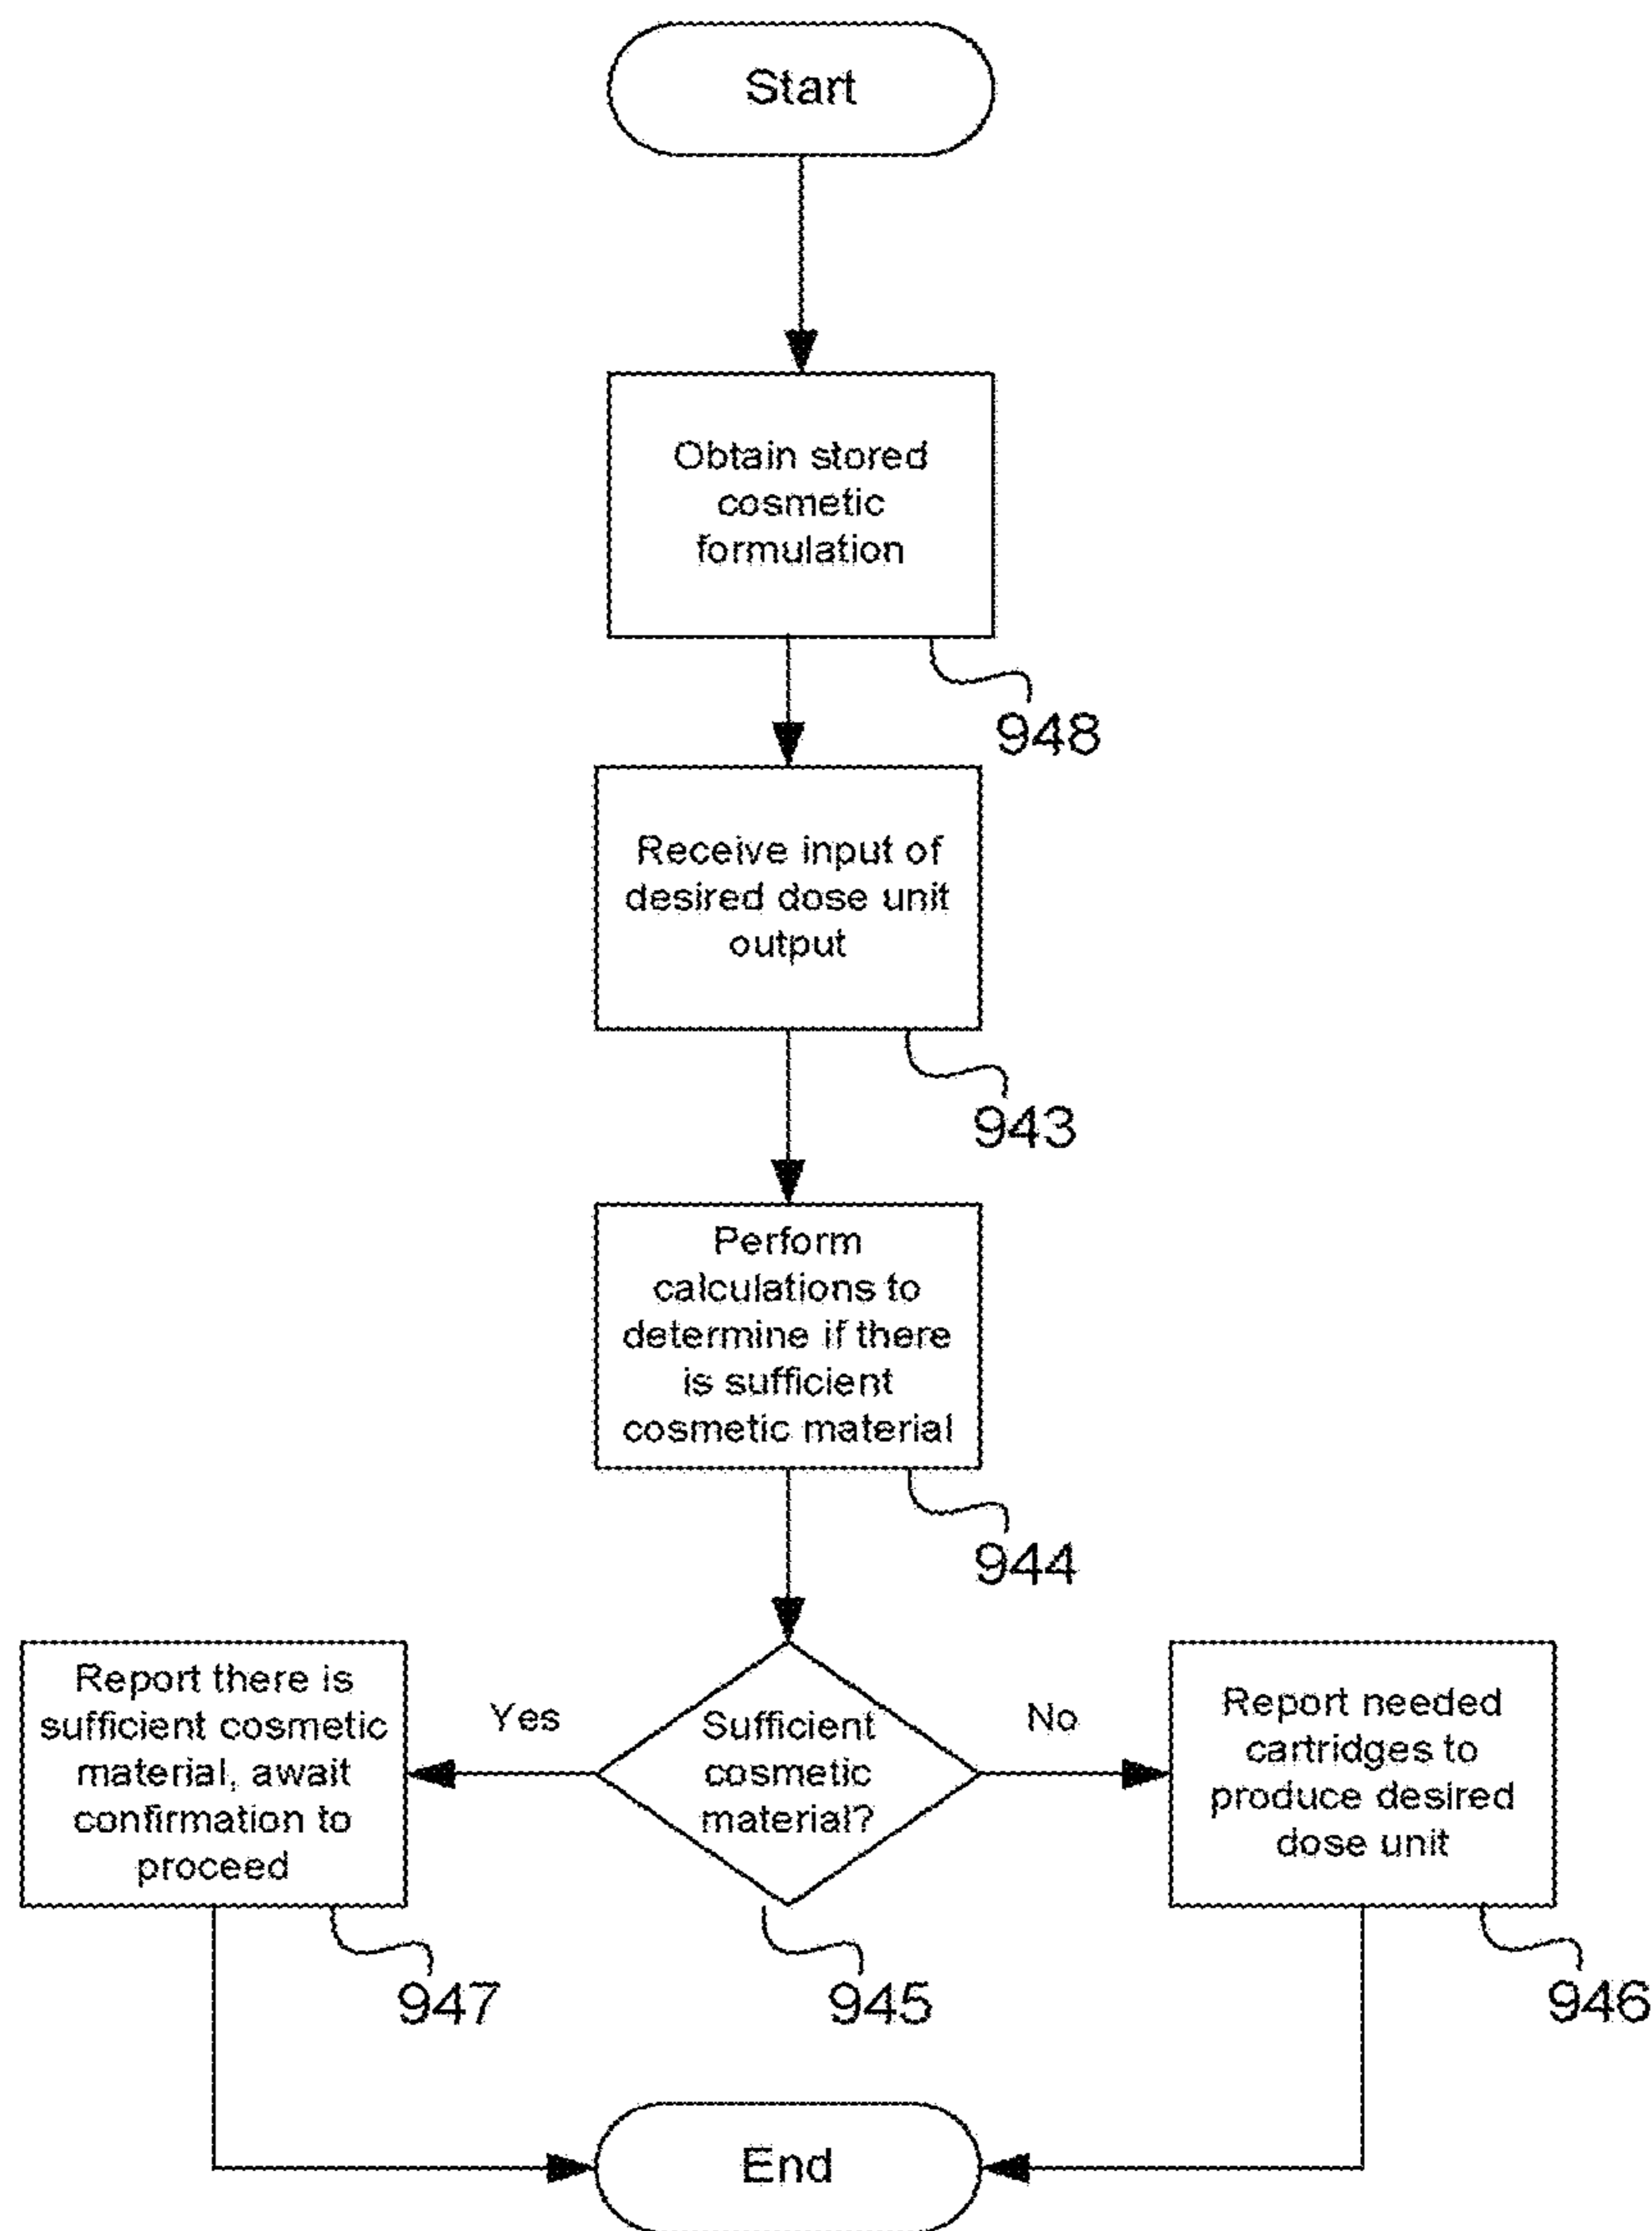 Start
Obtain stored
cosmetic
formulation
948
Receive input of
desired dose unit
output
943
Perform
calculations to
determine if there
is sufficient
cosmetic material
944
Report there is
sufficient cosmetic
material, await
confirmation to
proceed
947
Yes
Sufficient
cosmetic
material?
945
No
Report needed
cartridges to
produce desired
dose unit
946
End